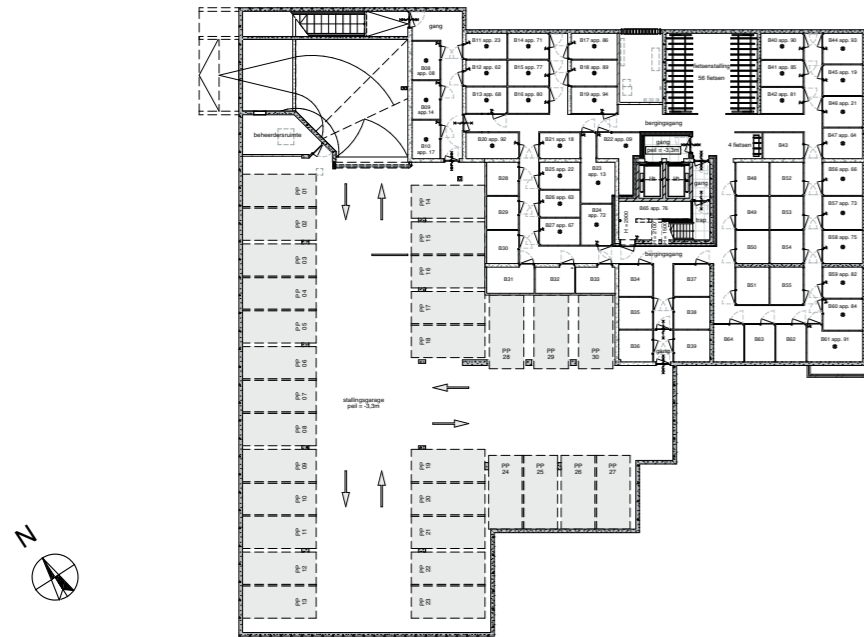 gang
B11 app. 23
B14 app. 71
B17 app. 86
B40 app. 90
B44 app. 93
B08
app. 08
B12 app. 62
B15 app. 77
B18 app. 89
fietsenstalling
56 fietsen
B41 app. 85
B45 app. 19
B09
app. 14
B13 app. 68
B16 app. 80
B19 app. 94
B42 app. 81
B46 app. 21
B10
app. 17
bergingsgang
beheerdersruimte
B20 app. 92
B21 app. 18
B22 app. 09
gang
peil = -3,3m
4 fietsen
B43
B47 app. 64
B23
app. 13
B28
B25 app. 22
gang
B48
B52
B56 app. 66
B29
B26 app. 63
B24
app. 72
B65 app. 76
trap
B49
B53
B57 app. 73
B30
B27 app. 67
H = 2500
bergingsgang
B50
B54
B58 app. 75
B31
B32
B33
B34
B37
B51
B55
B59 app. 82
B35
B38
B60 app. 84
B36
gang
B39
B64
B63
B62
B61 app. 91
PP 01
PP 02
PP 03
PP 04
PP 05
PP 06
PP 07
PP 08
PP 09
PP 10
PP 11
PP 12
PP 13
PP 14
PP 15
PP 16
PP 17
PP 18
PP
28
PP
29
PP
30
stallingsgarage
peil = -3,3m
PP 19
PP 20
PP 21
PP 22
PP 23
PP
24
PP
25
PP
26
PP
27
N